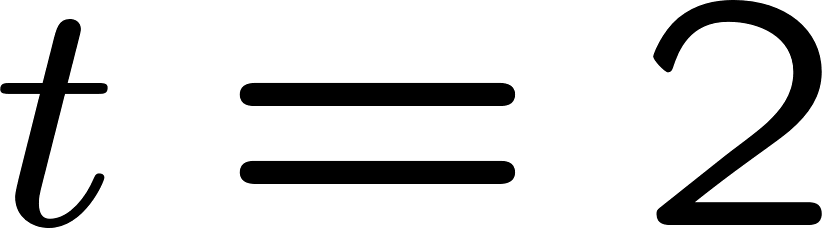 t = 2